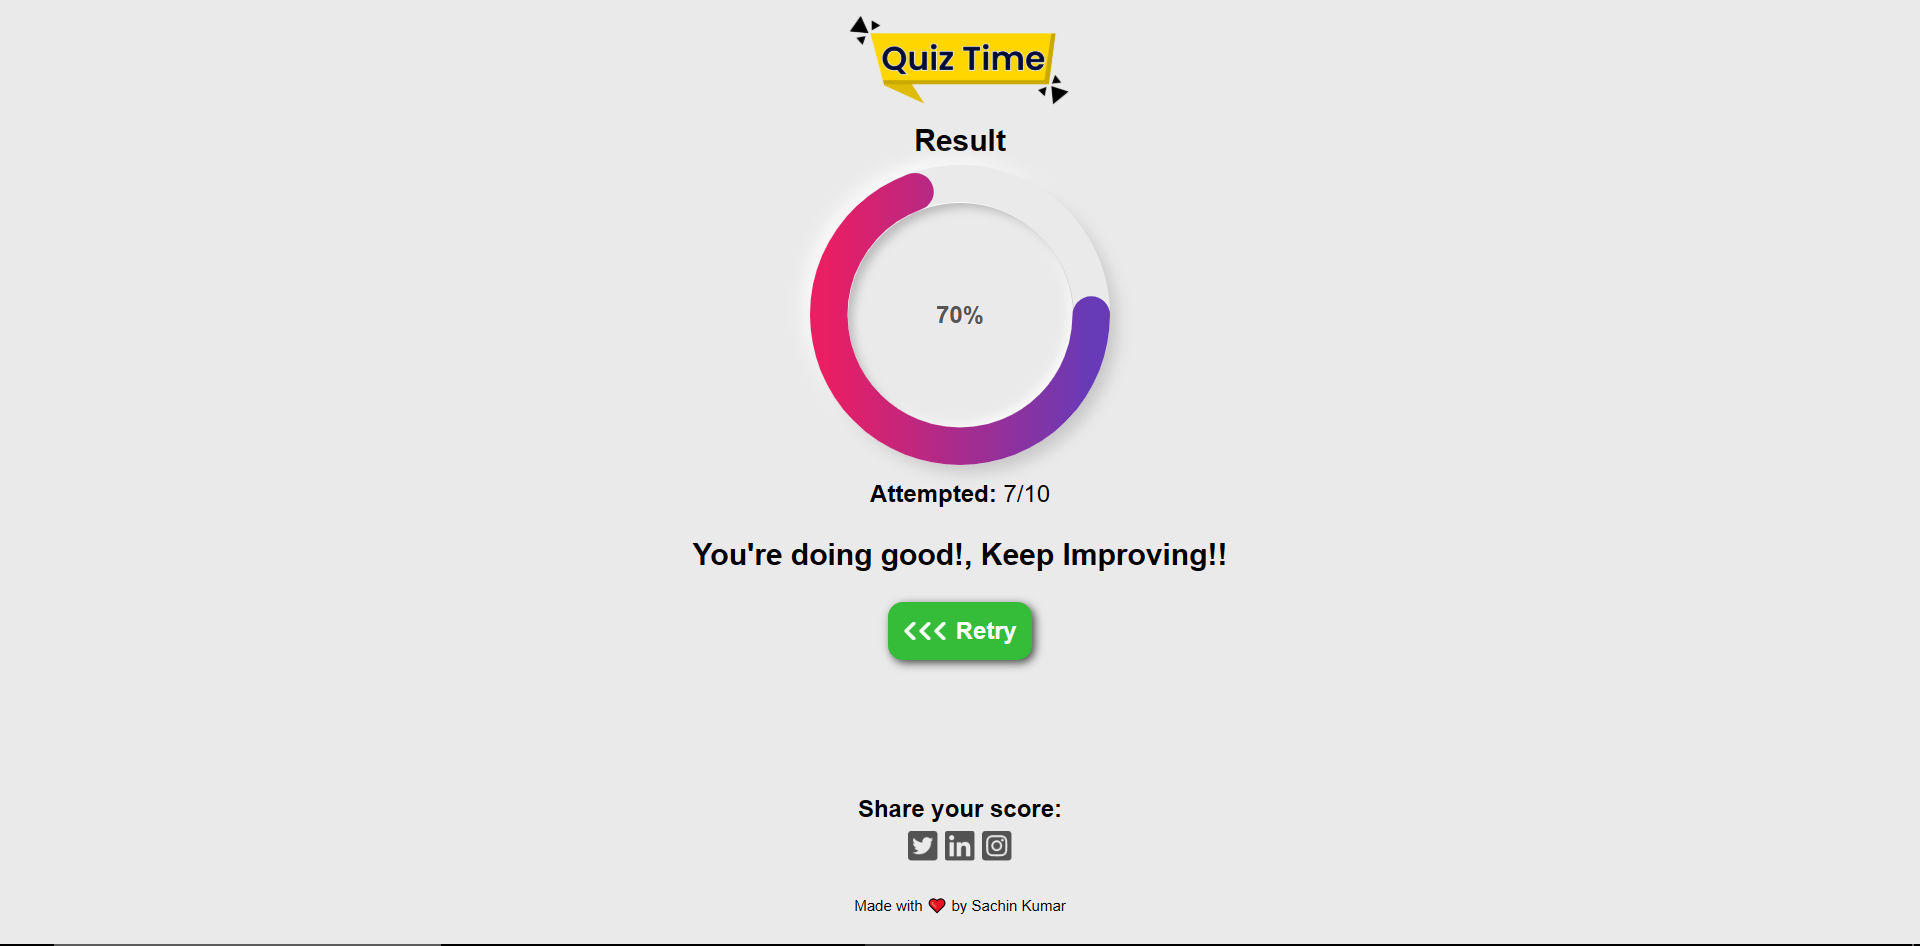 Quiz Time
Result
70%
Attempted: 7/10
You're doing good!, Keep Improving!!
Retry
Share your score:
Made with ❤ by Sachin Kumar